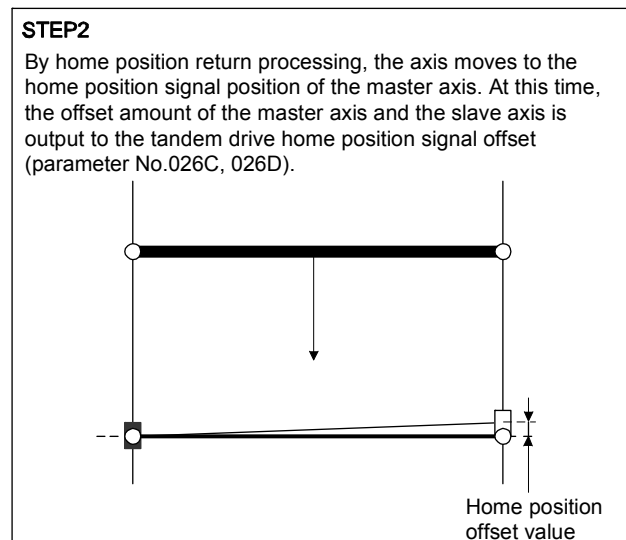 STEP2
By home position return processing, the axis moves to the
home position signal position of the master axis. At this time,
the offset amount of the master axis and the slave axis is
output to the tandem drive home position signal offset
(parameter No.026C, 026D).
Home position
offset value